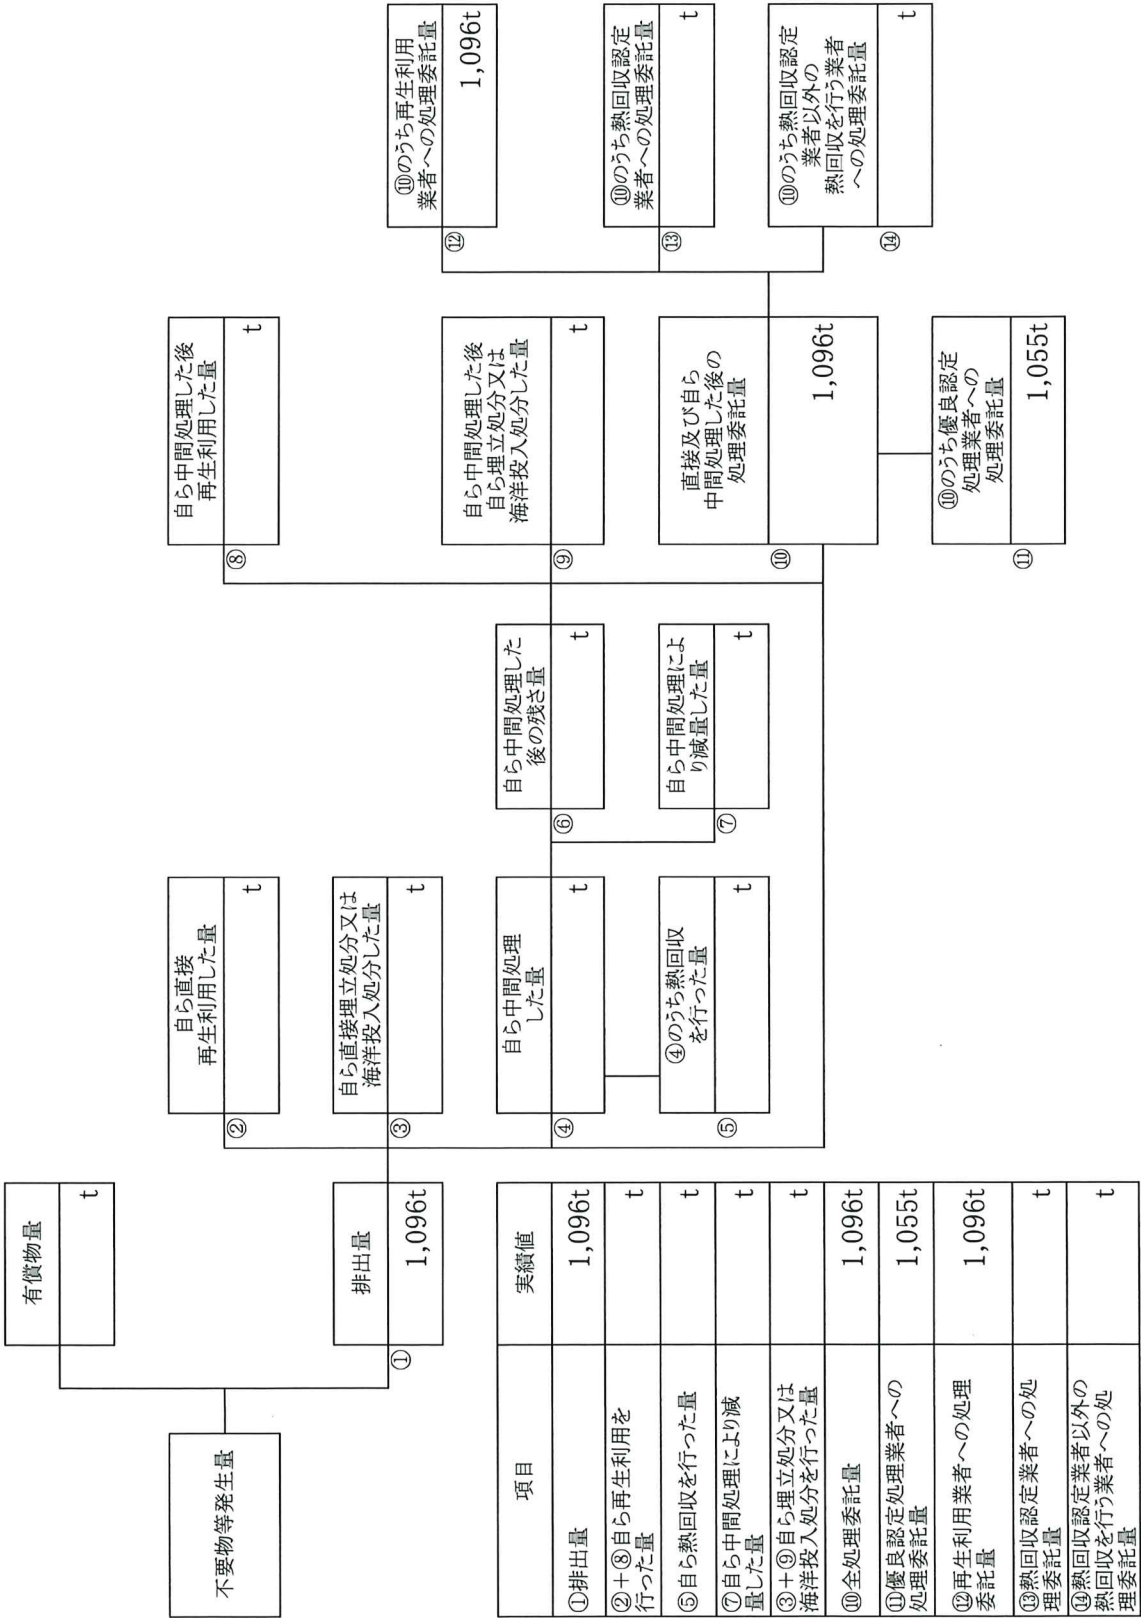 不要物等発生量
有償物量
t
排出量
①
1,096t
自ら直接
再生利用した量
②
t
自ら直接埋立処分又は
海洋投入処分した量
③
t
自ら中間処理
した量
④
t
④のうち熱回収
を行った量
⑤
t
自ら中間処理した
後の残さ量
⑥
t
自ら中間処理によ
り減量した量
⑦
t
自ら中間処理した後
再生利用した量
⑧
t
自ら中間処理した後
自ら埋立処分又は
海洋投入処分した量
⑨
t
直接及び自ら
中間処理した後の
処理委託量
⑩
1,096t
⑩のうち優良認定
処理業者への
処理委託量
⑪
1,055t
⑩のうち再生利用
業者への処理委託量
⑫
1,096t
⑩のうち熱回収認定
業者への処理委託量
⑬
t
⑩のうち熱回収認定
業者以外の
熱回収を行う業者
への処理委託量
⑭
t
項目 実績値
①排出量 1,096t
②+⑧自ら再生利用を
行った量 t
⑤自ら熱回収を行った量 t
⑦自ら中間処理により減
量した量 t
③+⑨自ら埋立処分又は
海洋投入処分を行った量 t
⑩全処理委託量 1,096t
⑪優良認定処理業者への
処理委託量 1,055t
⑫再生利用業者への処理
委託量 1,096t
⑬熱回収認定業者への処
理委託量 t
⑭熱回収認定業者以外の
熱回収を行う業者への処
理委託量 t